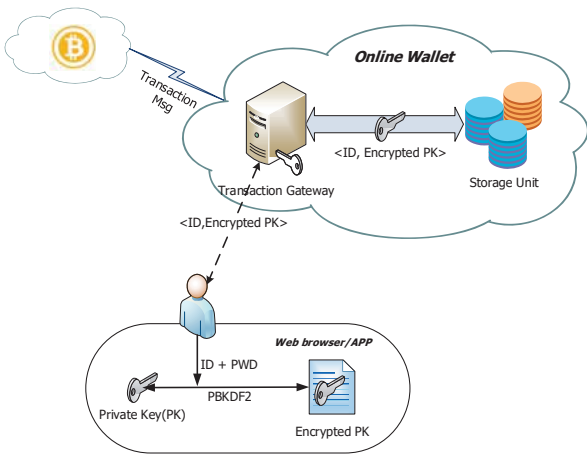 Online Wallet
Transaction
Msg
<ID, Encrypted PK>
Transaction Gateway
Storage Unit
<ID,Encrypted PK>
Web browser/APP
ID + PWD
PBKDF2
Private Key(PK)
Encrypted PK